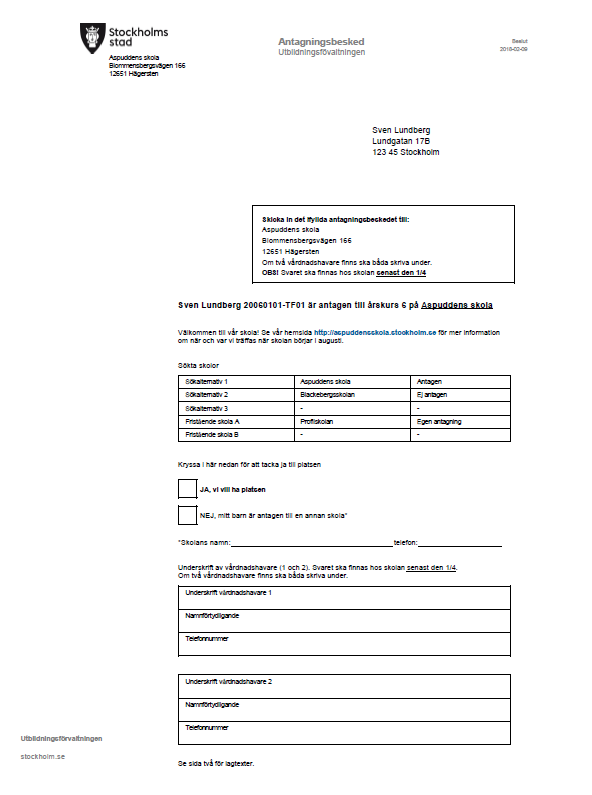 Stockholms
stad
Aspuddens skola
Blommensbergsvägen 166
12651 Hägersten
Antagningsbesked
Utbildningsförvaltningen
Beslut
2018-02-09
Sven Lundberg
Lundgatan 17B
123 45 Stockholm
Skicka in det ifyllda antagningsbeskedet till:
Aspuddens skola
Blommensbergsvägen 166
12651 Hägersten
Om två vårdnadshavare finns ska båda skriva under.
OBS! Svaret ska finnas hos skolan senast den 1/4
Sven Lundberg 20060101-TF01 är antagen till årskurs 6 på Aspuddens skola
Välkommen till vår skola! Se vår hemsida http://aspuddensskola.stockholm.se för mer information
om när och var vi träffas när skolan börjar i augusti.
Sökta skolor
Sökalternativ 1 Aspuddens skola Antagen
Sökalternativ 2 Blackebergsskolan Ej antagen
Sökalternativ 3 - -
Fristående skola A Profilskolan Egen antagning
Fristående skola B - -
Kryssa i här nedan för att tacka ja till platsen
JA, vi vill ha platsen
NEJ, mitt barn är antagen till en annan skola*
*Skolans namn: telefon:
Underskrift av vårdnadshavare (1 och 2). Svaret ska finnas hos skolan senast den 1/4.
Om två vårdnadshavare finns ska båda skriva under.
Underskrift vårdnadshavare 1
Namnförtydligande
Telefonnummer
Underskrift vårdnadshavare 2
Namnförtydligande
Telefonnummer
Utbildningsförvaltningen
stockholm.se
Se sida två för lagtexter.